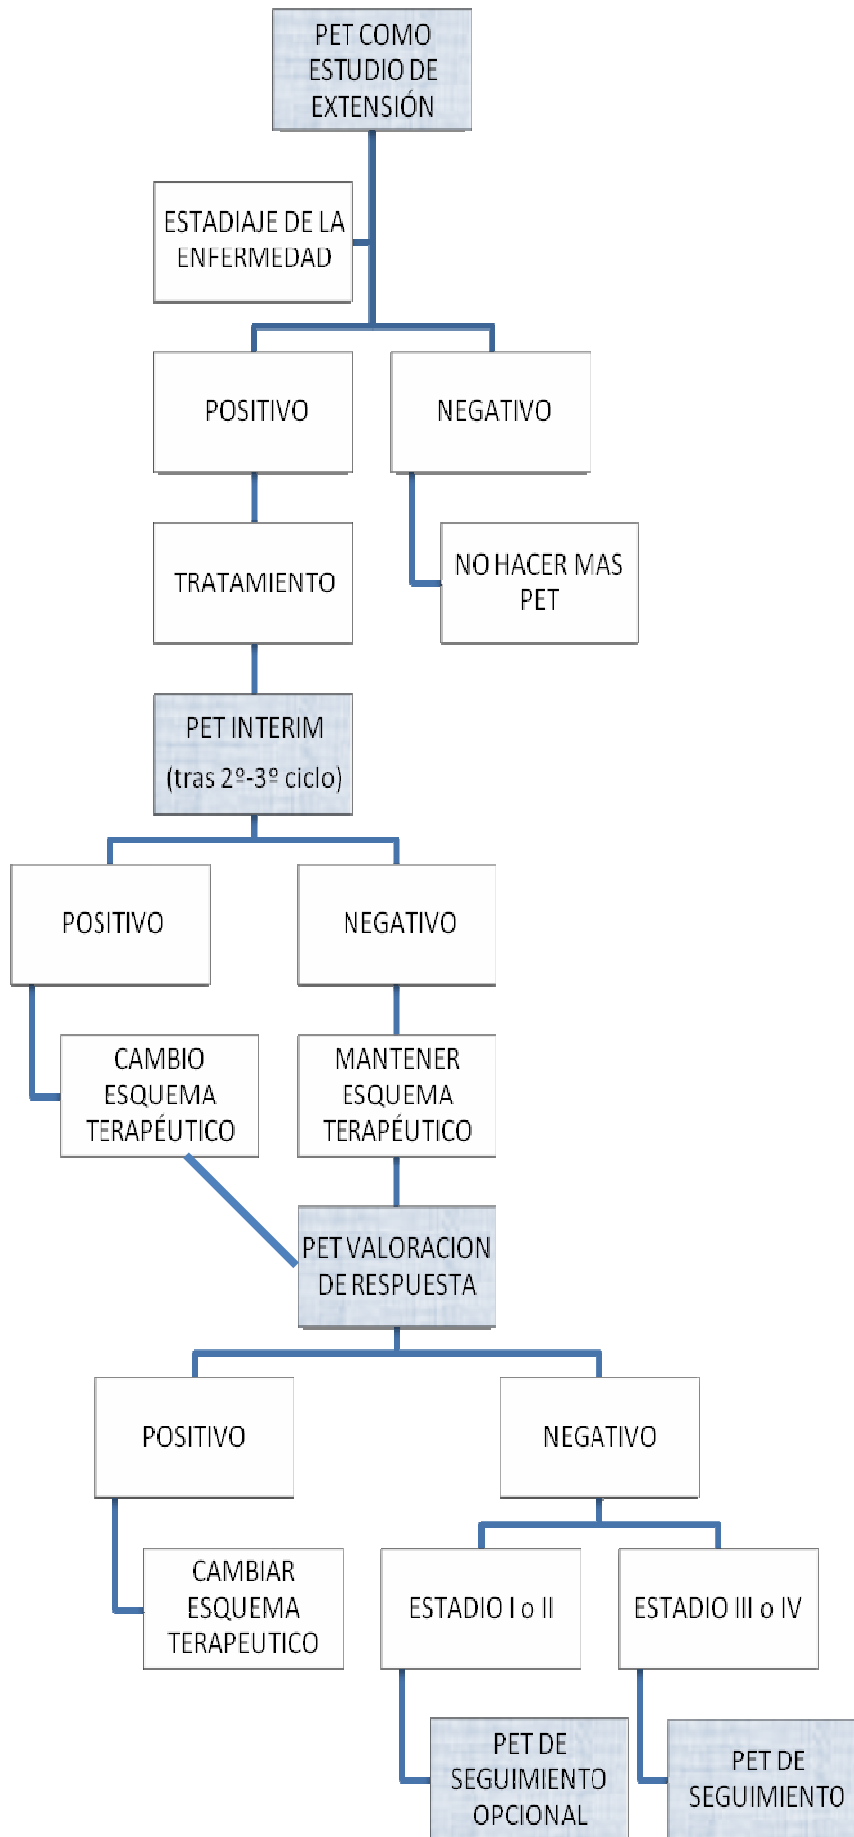 PET COMO
ESTUDIO DE
EXTENSIÓN
ESTADIAJE DE LA
ENFERMEDAD
POSITIVO
NEGATIVO
TRATAMIENTO
NO HACER MAS
PET
PET INTERIM
(tras 2º-3º ciclo)
POSITIVO
NEGATIVO
CAMBIO
ESQUEMA
TERAPÉUTICO
MANTENER
ESQUEMA
TERAPÉUTICO
PET VALORACION
DE RESPUESTA
POSITIVO
NEGATIVO
CAMBIAR
ESQUEMA
TERAPEUTICO
ESTADIO I o II
ESTADIO III o IV
PET DE
SEGUIMIENTO
OPCIONAL
PET DE
SEGUIMIENTO